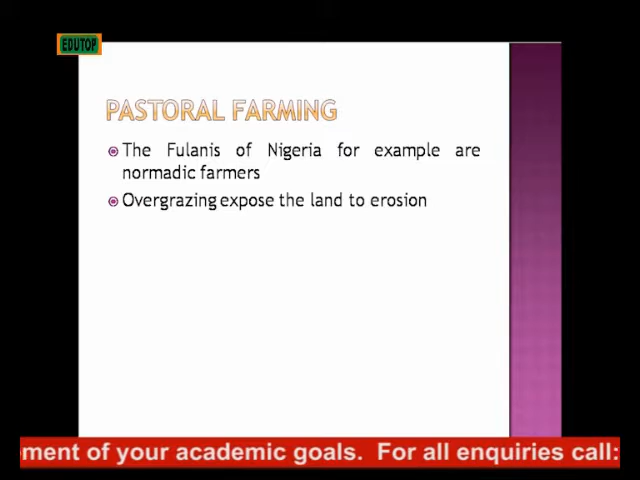 EDUTOP
PASTORAL FARMING
The Fulanis of Nigeria for example are
normadic farmers
Overgrazing expose the land to erosion
ment of your academic goals. For all enquiries call: